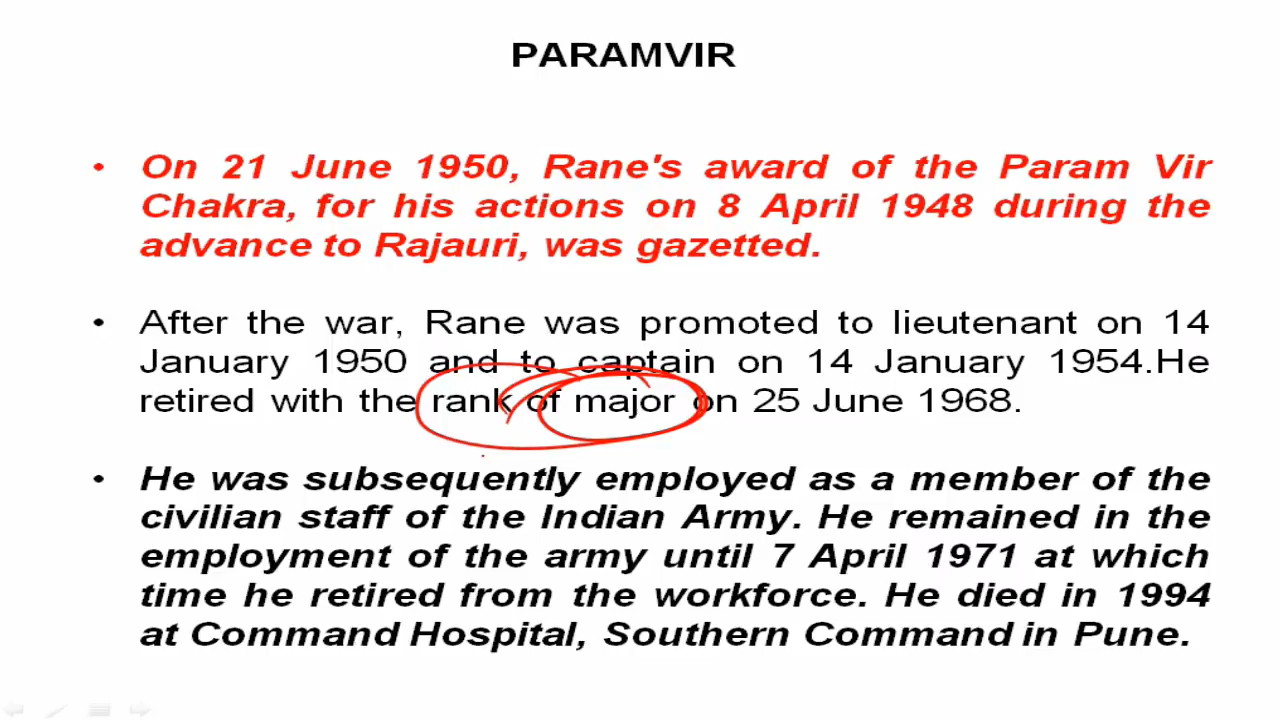 PARAMVIR
• On 21 June 1950, Rane's award of the Param Vir
Chakra, for his actions on 8 April 1948 during the
advance to Rajauri, was gazetted.
• After the war, Rane was promoted to lieutenant on 14
January 1950 and to captain on 14 January 1954.He
retired with the rank of major on 25 June 1968.
• He was subsequently employed as a member of the
civilian staff of the Indian Army. He remained in the
employment of the army until 7 April 1971 at which
time he retired from the workforce. He died in 1994
at Command Hospital, Southern Command in Pune.